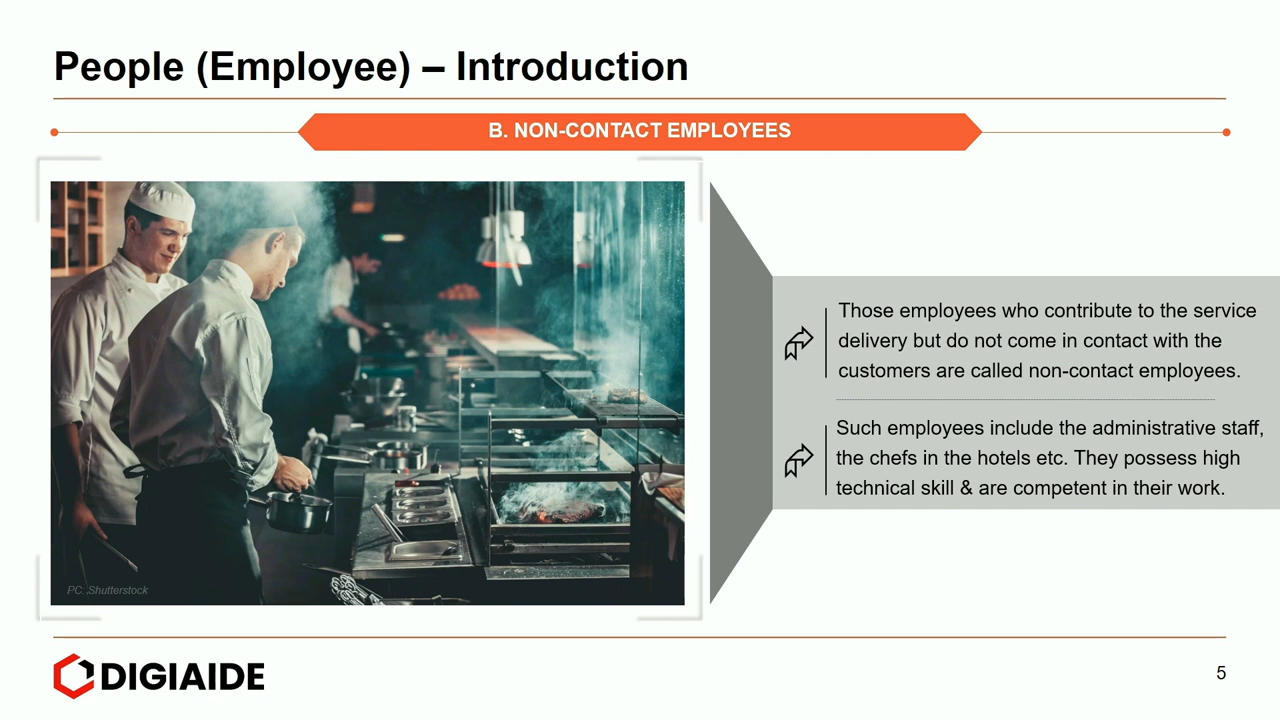 People (Employee) – Introduction
B. NON-CONTACT EMPLOYEES
Those employees who contribute to the service
delivery but do not come in contact with the
customers are called non-contact employees.
Such employees include the administrative staff,
the chefs in the hotels etc. They possess high
technical skill & are competent in their work.
PC: Shutterstock
DIGIAIDE
5